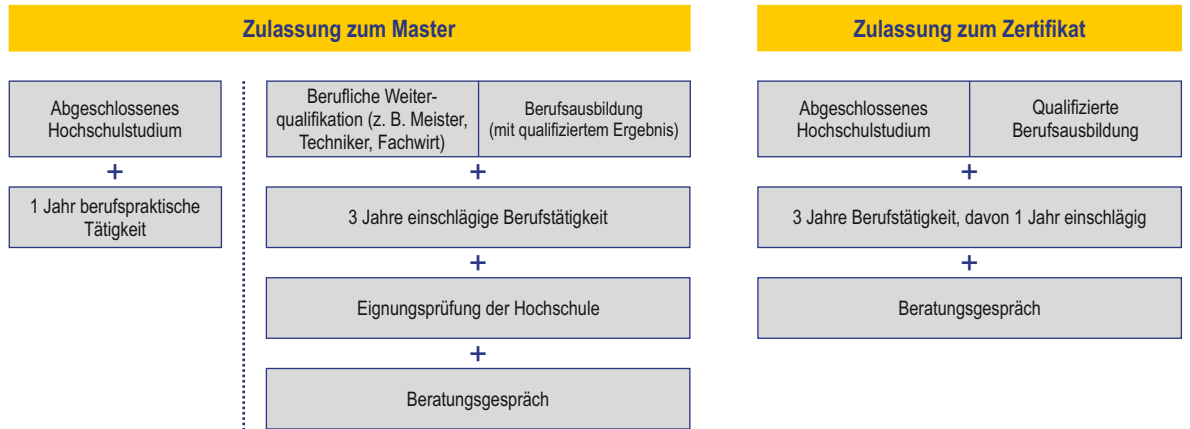 Zulassung zum Master
Abgeschlossenes
Hochschulstudium
+
1 Jahr berufspraktische
Tätigkeit
Berufliche Weiter-
qualifikation (z. B. Meister,
Techniker, Fachwirt)
Berufsausbildung
(mit qualifiziertem Ergebnis)
+
3 Jahre einschlägige Berufstätigkeit
+
Eignungsprüfung der Hochschule
+
Beratungsgespräch
Zulassung zum Zertifikat
Abgeschlossenes
Hochschulstudium
Qualifizierte
Berufsausbildung
+
3 Jahre Berufstätigkeit, davon 1 Jahr einschlägig
+
Beratungsgespräch